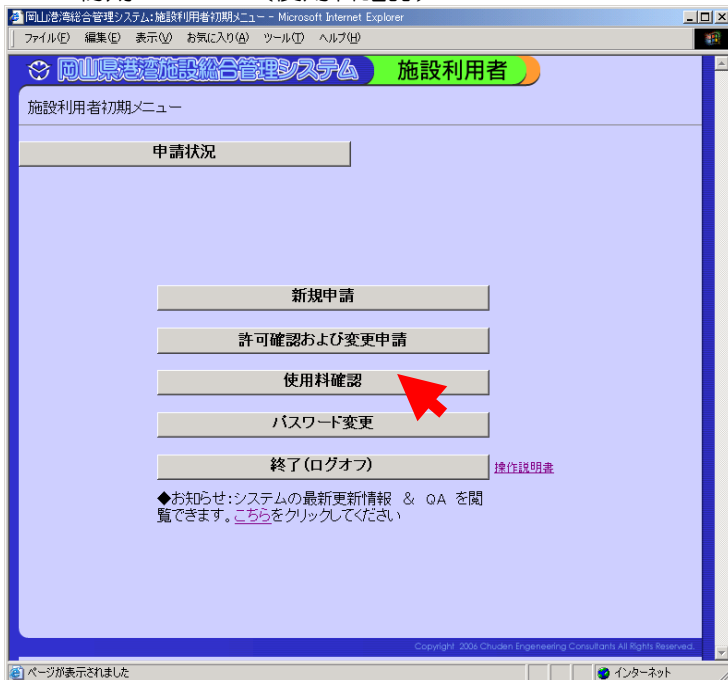 岡山港湾総合管理システム:施設利用者初期メニュー - Microsoft Internet Explorer
ファイル(F) 編集(E) 表示(V) お気に入り(A) ツール(T) ヘルプ(H)
岡山県港湾施設総合管理システム 施設利用者
施設利用者初期メニュー
申請状況
新規申請
許可確認および変更申請
使用料確認
パスワード変更
終了(ログオフ) 操作説明書
◆お知らせ:システムの最新更新情報 & QA を閲
覧できます。こちらをクリックしてください
Copyright 2006 Chuden Engeneering Consultants All Rights Reserved.
ページが表示されました インターネット